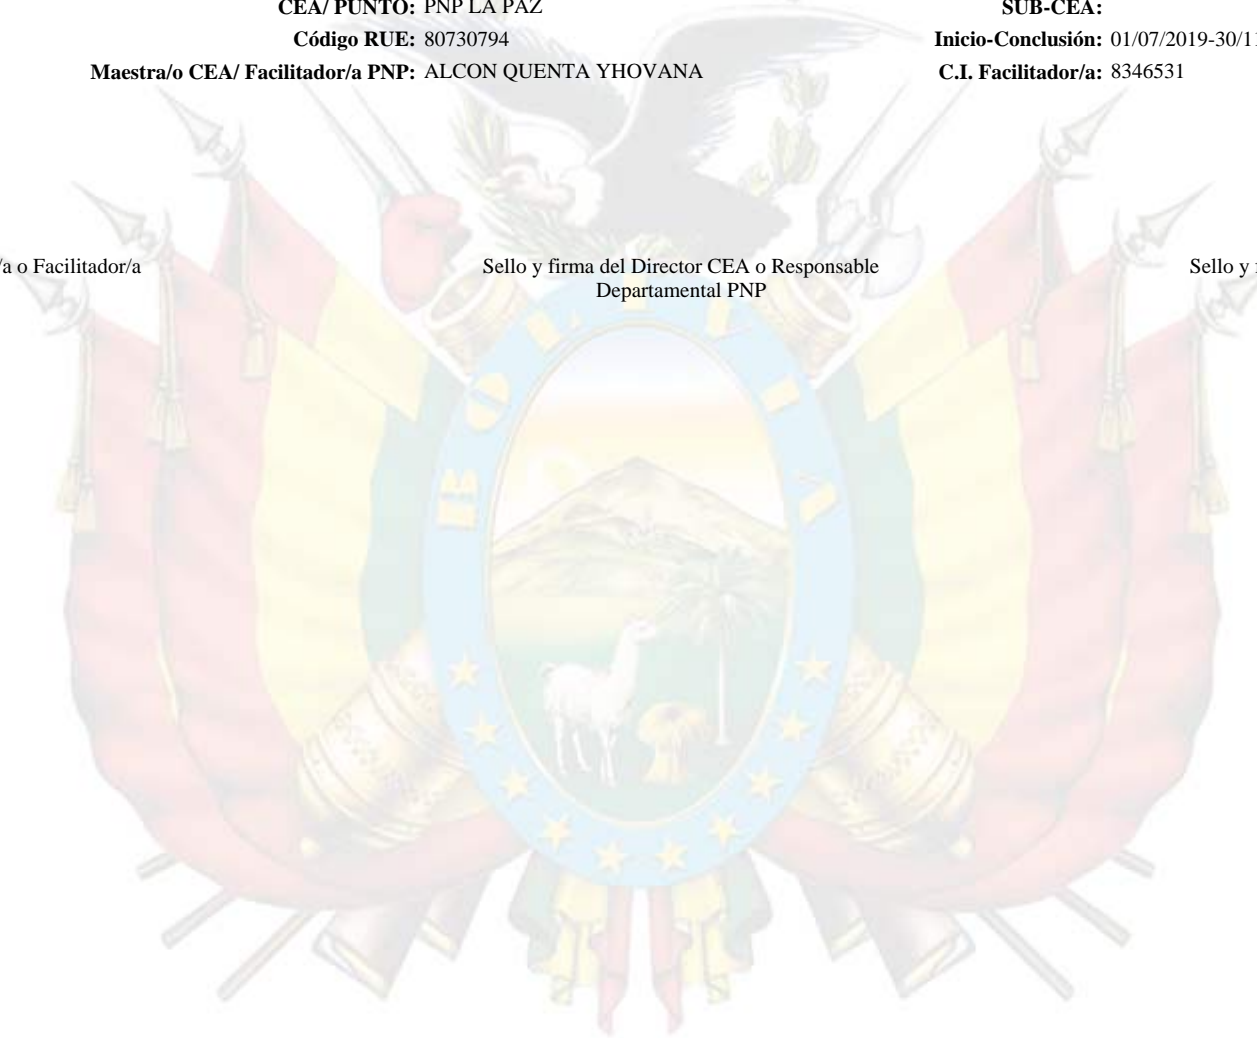 CEA/ PUNTO: PNP LA PAZ SUB-CEA:
Código RUE: 80730794 Inicio-Conclusión: 01/07/2019-30/1
Maestra/o CEA/ Facilitador/a PNP: ALCON QUENTA YHOVANA C.I. Facilitador/a: 8346531
/a o Facilitador/a Sello y firma del Director CEA o Responsable Sello y
Departamental PNP
BOLIVIA